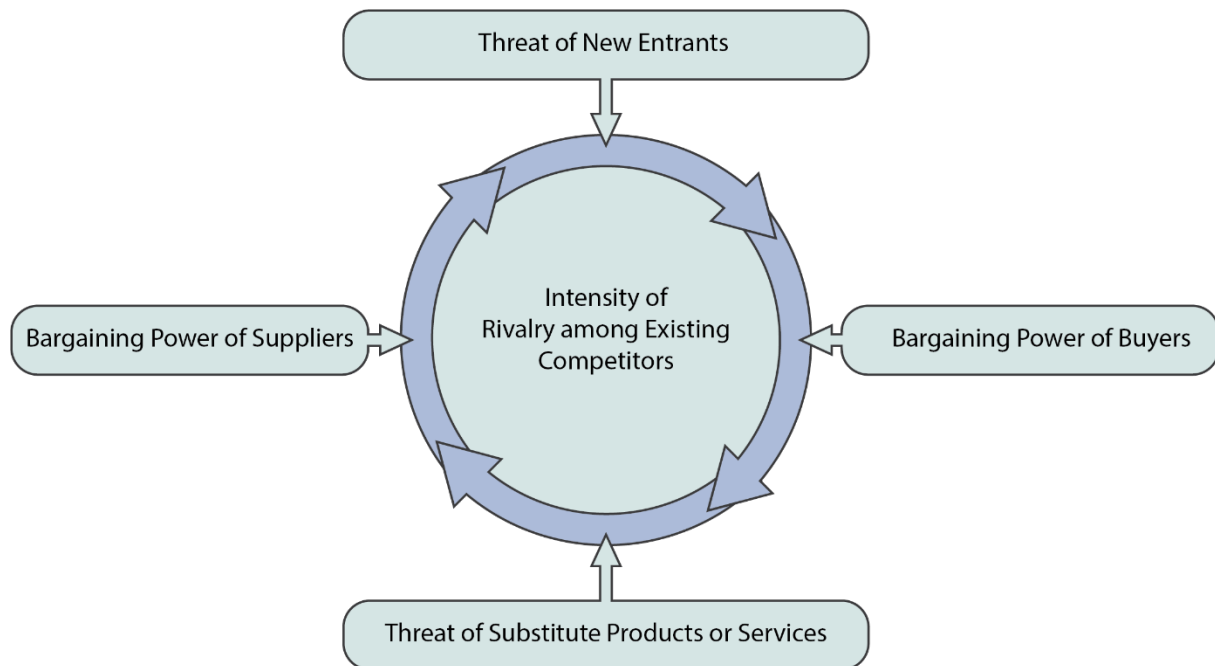 Threat of New Entrants
Bargaining Power of Suppliers
Intensity of
Rivalry among Existing
Competitors
Bargaining Power of Buyers
Threat of Substitute Products or Services